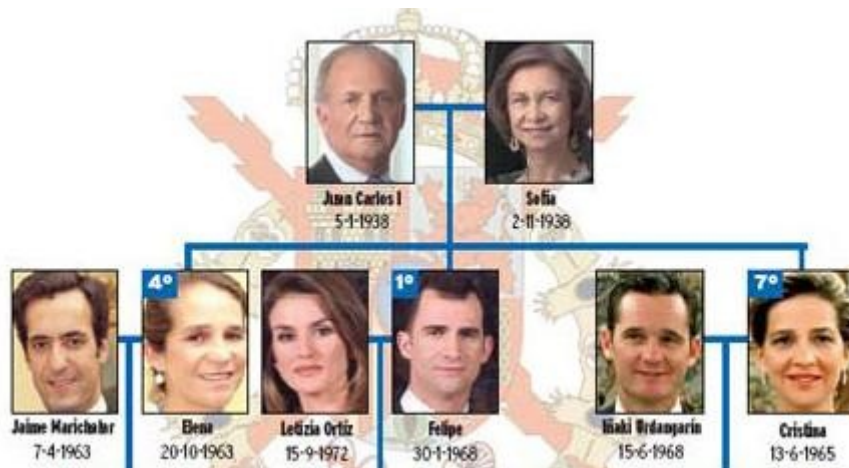 Juan Carlos I
5-1-1938
Sofía
2-11-1938
4º
1º
7º
Jaime Marichalar
7-4-1963
Elena
20-10-1963
Letizia Ortiz
15-9-1972
Felipe
30-1-1968
Iñaki Urdangarín
15-6-1968
Cristina
13-6-1965